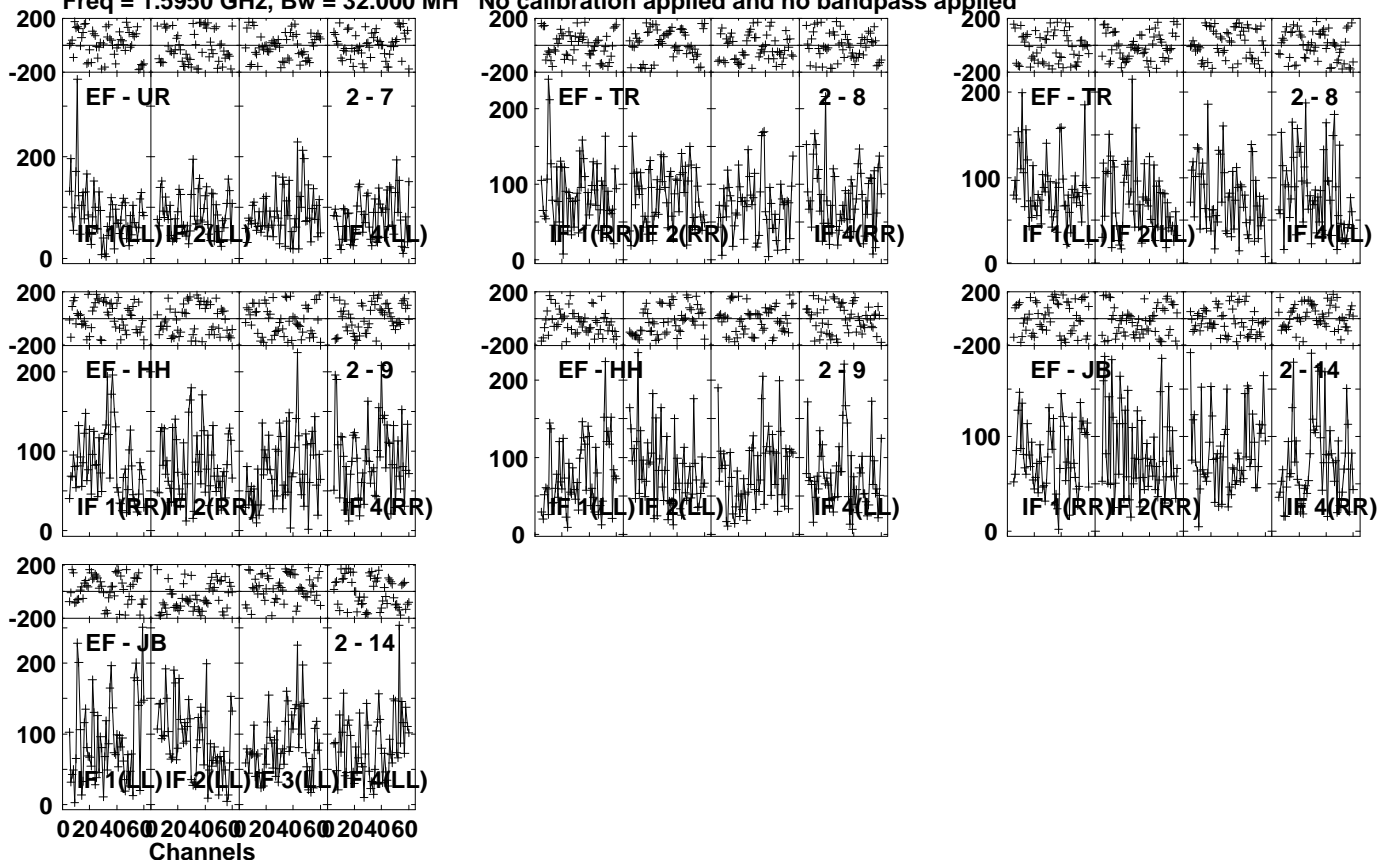 Freq = 1.5950 GHz, Bw = 32.000 MH No calibration applied and no bandpass applied
200
-200
EF - UR 2 - 7
200
0
IF 1(LL) IF 2(LL) IF 4(LL)
200
-200
EF - TR 2 - 8
200
100
0
IF 1(RR) IF 2(RR) IF 4(RR)
200
-200
EF - TR 2 - 8
200
100
0
IF 1(LL) IF 2(LL) IF 4(LL)
200
-200
EF - HH 2 - 9
200
100
0
IF 1(RR) IF 2(RR) IF 4(RR)
200
-200
EF - HH 2 - 9
200
100
0
IF 1(LL) IF 2(LL) IF 4(LL)
200
-200
EF - JB 2 - 14
200
100
0
IF 1(RR) IF 2(RR) IF 4(RR)
200
-200
EF - JB 2 - 14
200
100
0
IF 1(LL) IF 2(LL) IF 3(LL) IF 4(LL)
0 20 40 60 0 20 40 60 0 20 40 60 0 20 40 60
Channels